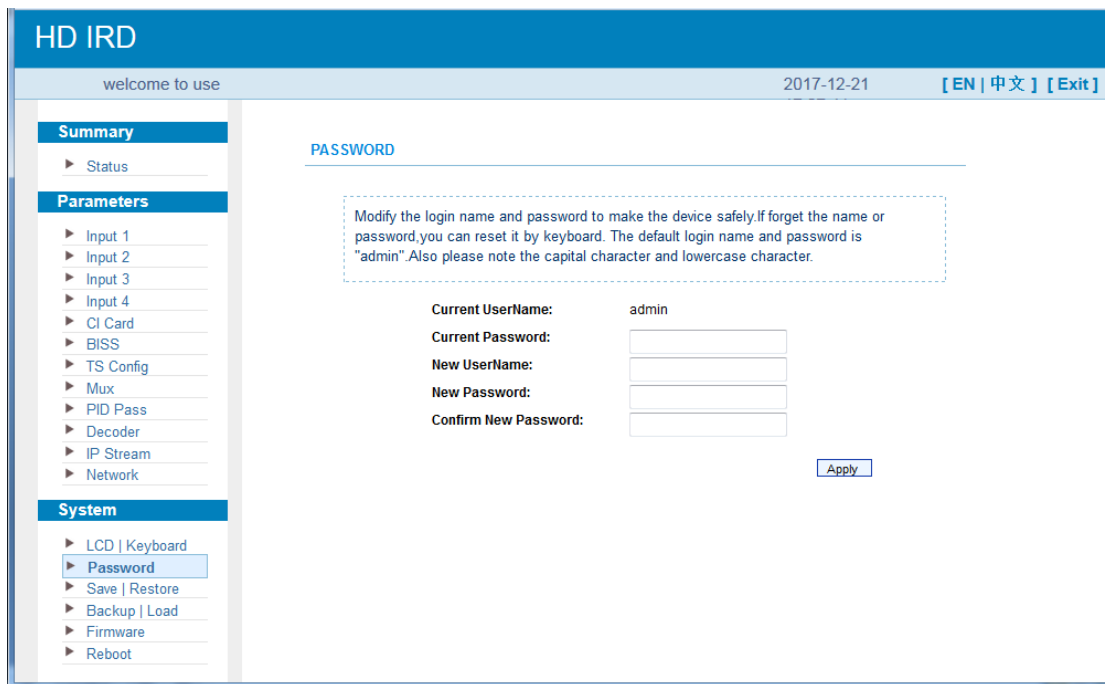 HD IRD
welcome to use
2017-12-21
[ EN | 中文 ] [ Exit ]
Summary
Status
Parameters
Input 1
Input 2
Input 3
Input 4
CI Card
BISS
TS Config
Mux
PID Pass
Decoder
IP Stream
Network
System
LCD | Keyboard
Password
Save | Restore
Backup | Load
Firmware
Reboot
PASSWORD
Modify the login name and password to make the device safely.If forget the name or
password,you can reset it by keyboard. The default login name and password is
"admin".Also please note the capital character and lowercase character.
Current UserName: admin
Current Password:
New UserName:
New Password:
Confirm New Password:
Apply